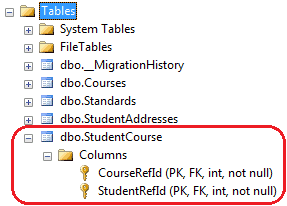 Tables
System Tables
FileTables
dbo.__MigrationHistory
dbo.Courses
dbo.Standards
dbo.StudentAddresses
dbo.StudentCourse
Columns
CourseRefId (PK, FK, int, not null)
StudentRefId (PK, FK, int, not null)